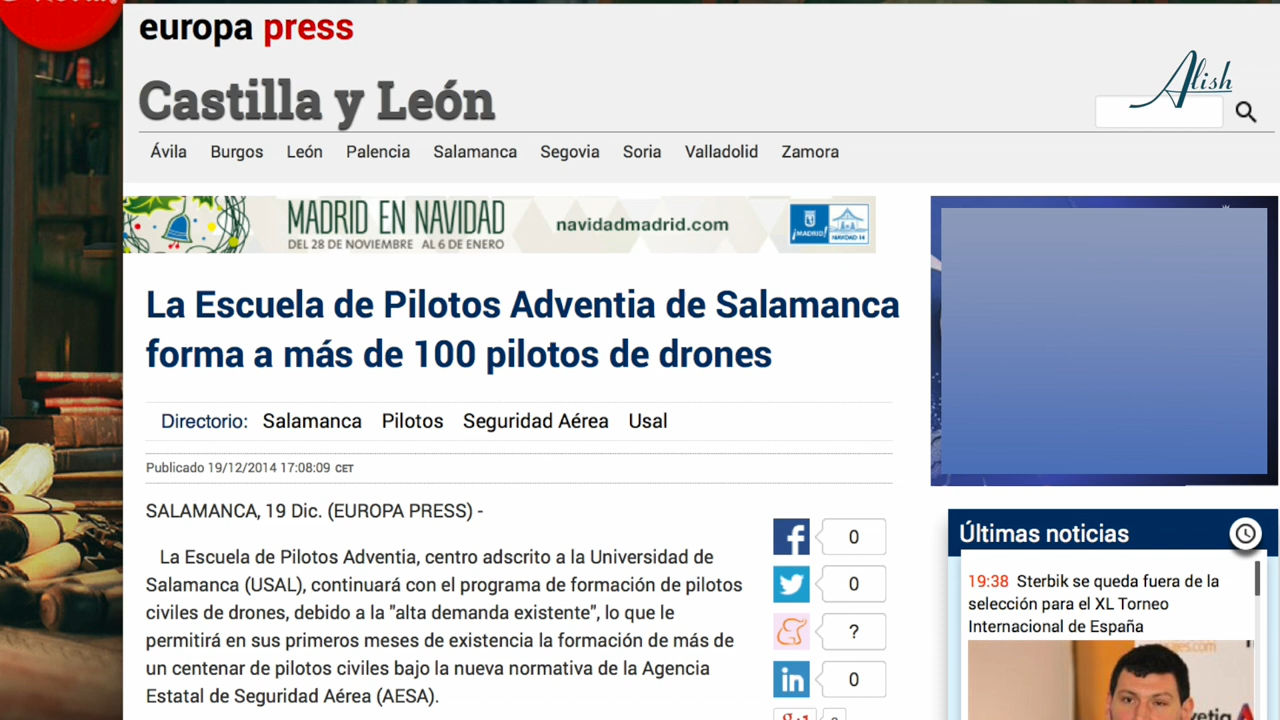 europa press
Castilla y León
Alish
Ávila Burgos León Palencia Salamanca Segovia Soria Valladolid Zamora
MADRID EN NAVIDAD
DEL 28 DE NOVIEMBRE AL 6 DE ENERO
navidadmadrid.com
¡MADRID!
NAVIDAD 14
La Escuela de Pilotos Adventia de Salamanca
forma a más de 100 pilotos de drones
Directorio: Salamanca Pilotos Seguridad Aérea Usal
Publicado 19/12/2014 17:08:09 CET
SALAMANCA, 19 Dic. (EUROPA PRESS) -
La Escuela de Pilotos Adventia, centro adscrito a la Universidad de
Salamanca (USAL), continuará con el programa de formación de pilotos
civiles de drones, debido a la "alta demanda existente", lo que le
permitirá en sus primeros meses de existencia la formación de más de
un centenar de pilotos civiles bajo la nueva normativa de la Agencia
Estatal de Seguridad Aérea (AESA).
0
0
?
0
Últimas noticias
19:38 Sterbik se queda fuera de la
selección para el XL Torneo
Internacional de España